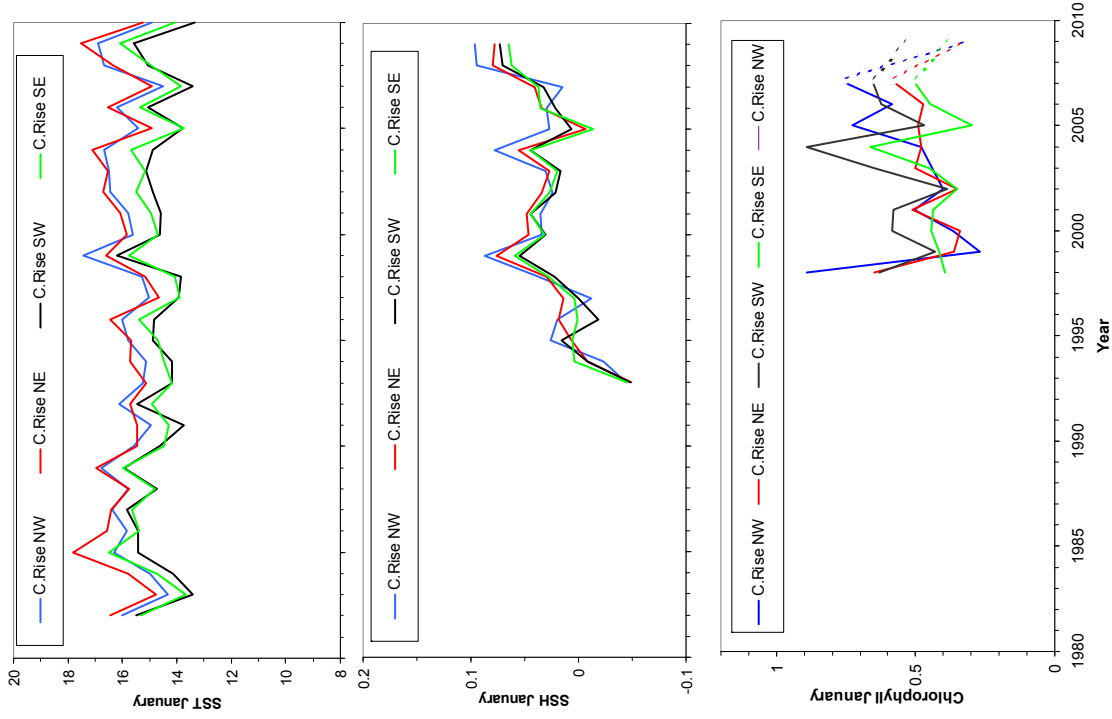 C.Rise NW
C.Rise NE
C.Rise SW
C.Rise SE
20
18
16
14
12
10
8
SST January
C.Rise NW
C.Rise NE
C.Rise SW
C.Rise SE
0.2
0.1
0
-0.1
SSH January
C.Rise NW
C.Rise NE
C.Rise SW
C.Rise SE
C.Rise NW
1
0.5
0
Chlorophyll January
1980
1985
1990
1995
2000
2005
2010
Year